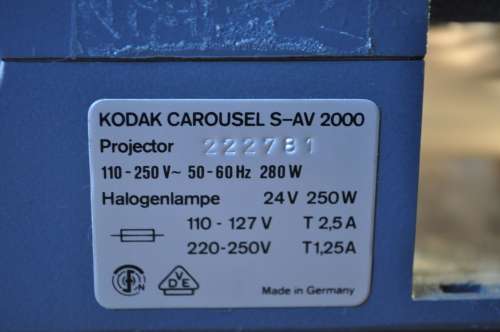 KODAK CAROUSEL S-AV 2000
Projector 222781
110-250 V~ 50-60 Hz 280 W
Halogenlampe 24 V 250 W
110-127 V T 2,5 A
220-250V T1,25A
N
VDE
Made in Germany